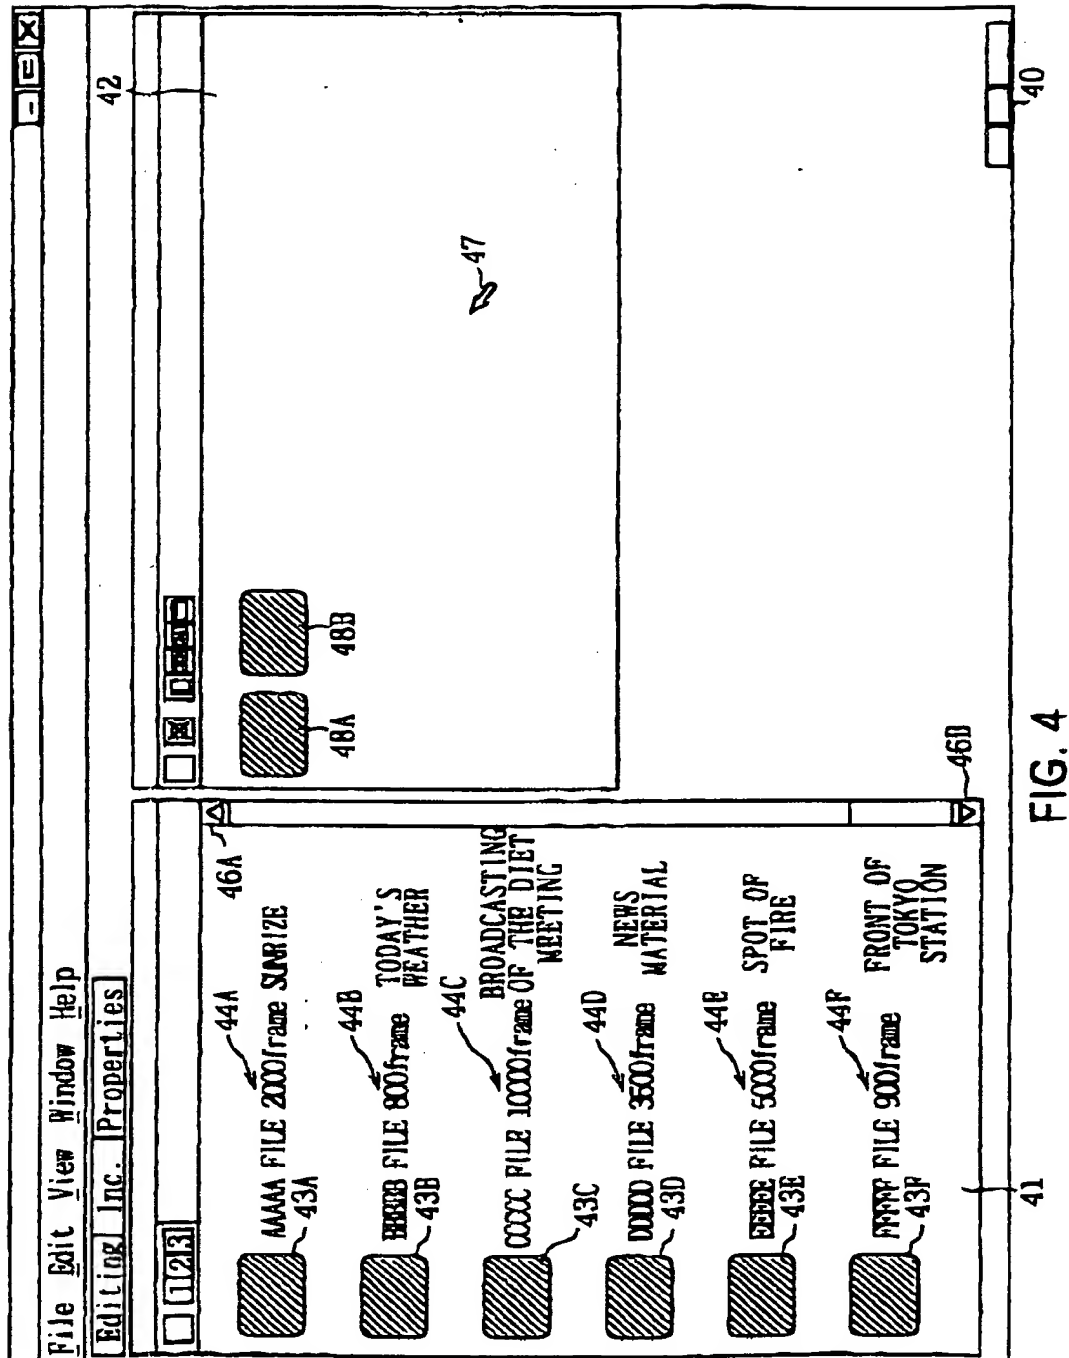 File Edit View Window Help
Editing Inc. Properties
1 2 3
42
46A
44A
AAAAA FILE 2000frame SUNRIZE
43A
48A
48B
44B
BBBBB FILE 800frame TODAY'S
WEATHER
43B
47
44C
CCCCC FILE 10000frame BROADCASTING
OF THE DIET
MEETING
43C
44D
DDDDD FILE 3500frame NEWS
MATERIAL
43D
44E
EEEEE FILE 5000frame SPOT OF
FIRE
43E
44F
FFFFF FILE 900frame FRONT OF
TOKYO
STATION
43F
46B
41
40
FIG. 4